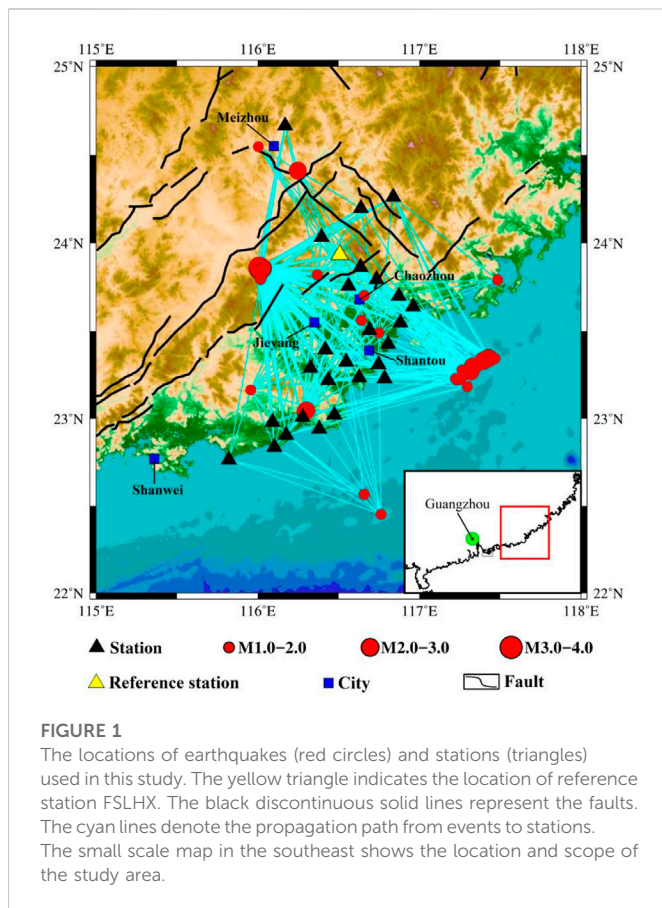 115°E 116°E 117°E 118°E
25°N 25°N
Meizhou
24°N 24°N
Chaozhou
Jieyang
Shantou
23°N 23°N
Shanwei
Guangzhou
22°N 22°N
115°E 116°E 117°E 118°E
Station M1.0−2.0 M2.0−3.0 M3.0−4.0
Reference station City Fault
FIGURE 1
The locations of earthquakes (red circles) and stations (triangles)
used in this study. The yellow triangle indicates the location of reference
station FSLHX. The black discontinuous solid lines represent the faults.
The cyan lines denote the propagation path from events to stations.
The small scale map in the southeast shows the location and scope of
the study area.